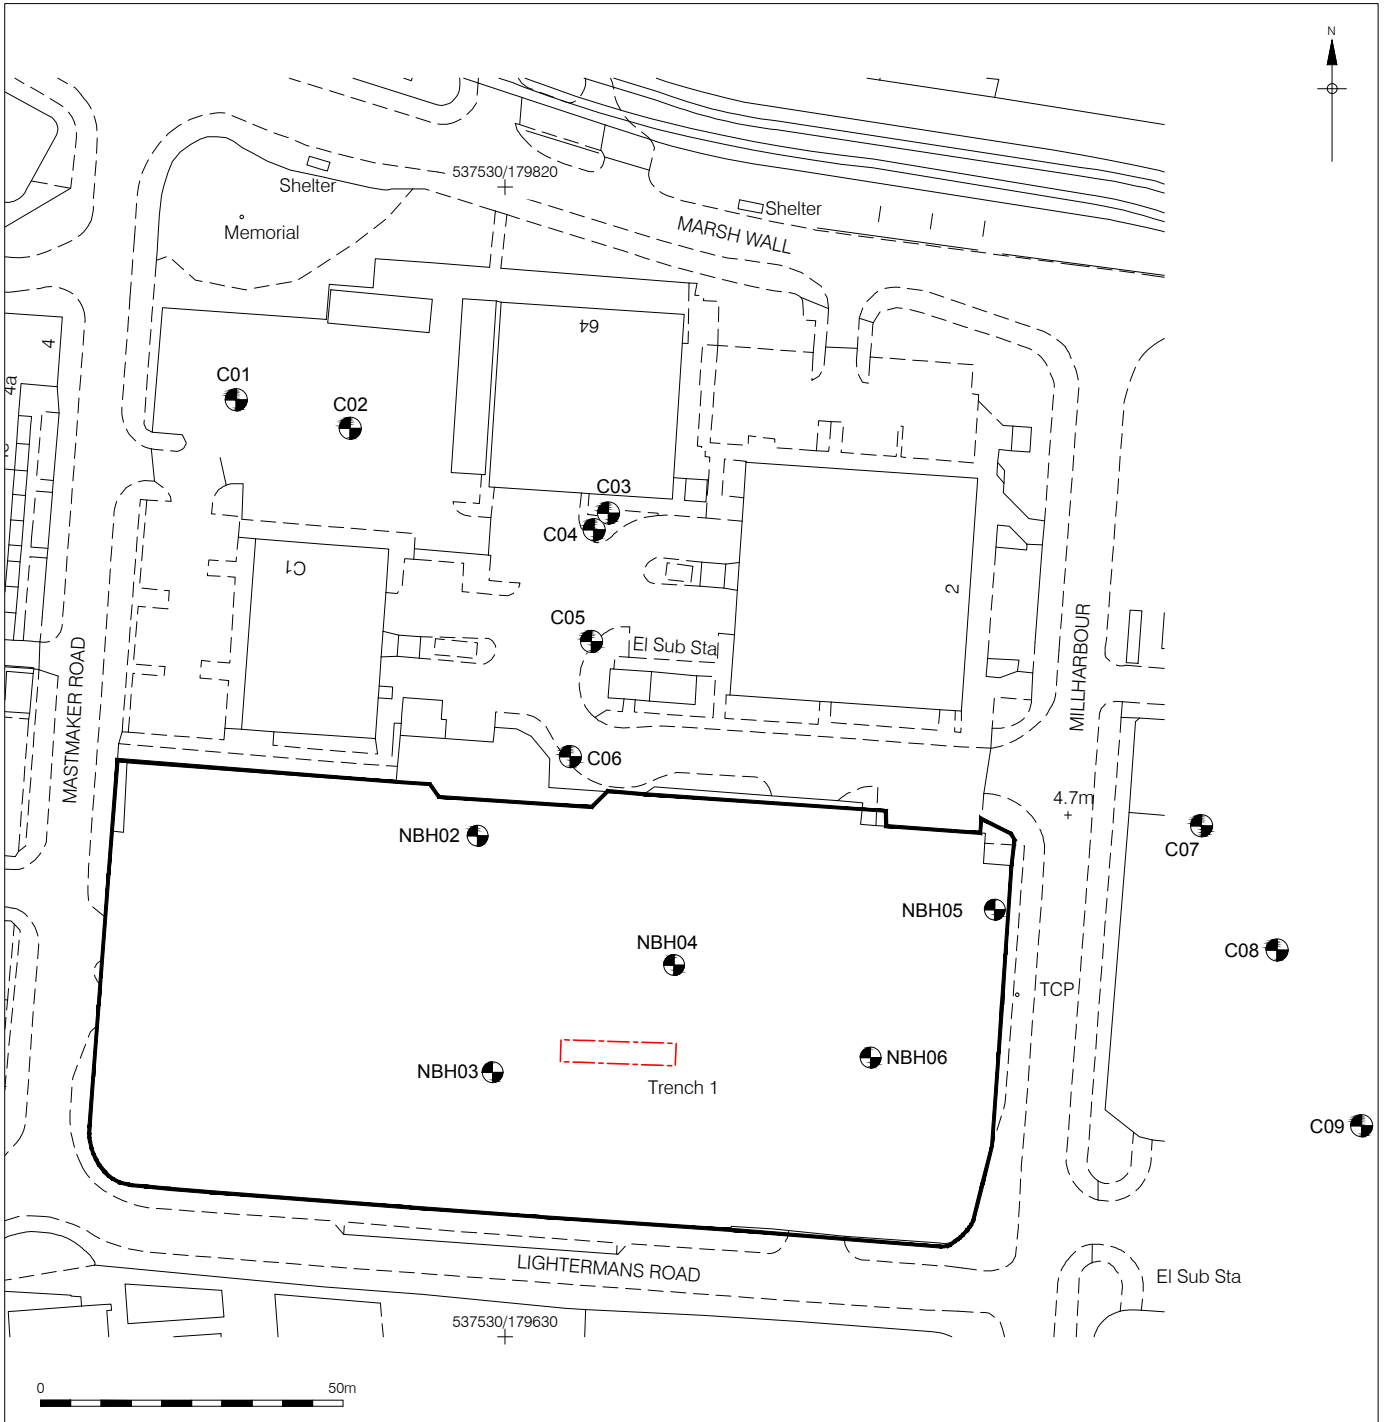 N
537530/179820
Shelter
Shelter
Memorial
MARSH WALL
64
4
4a
C01
C02
C03
C04
C1
2
C05
El Sub Sta
MILLHARBOUR
MASTMAKER ROAD
C06
4.7m
NBH02
C07
NBH05
NBH04
C08
TCP
NBH03
NBH06
Trench 1
C09
LIGHTERMANS ROAD
El Sub Sta
537530/179630
0
50m